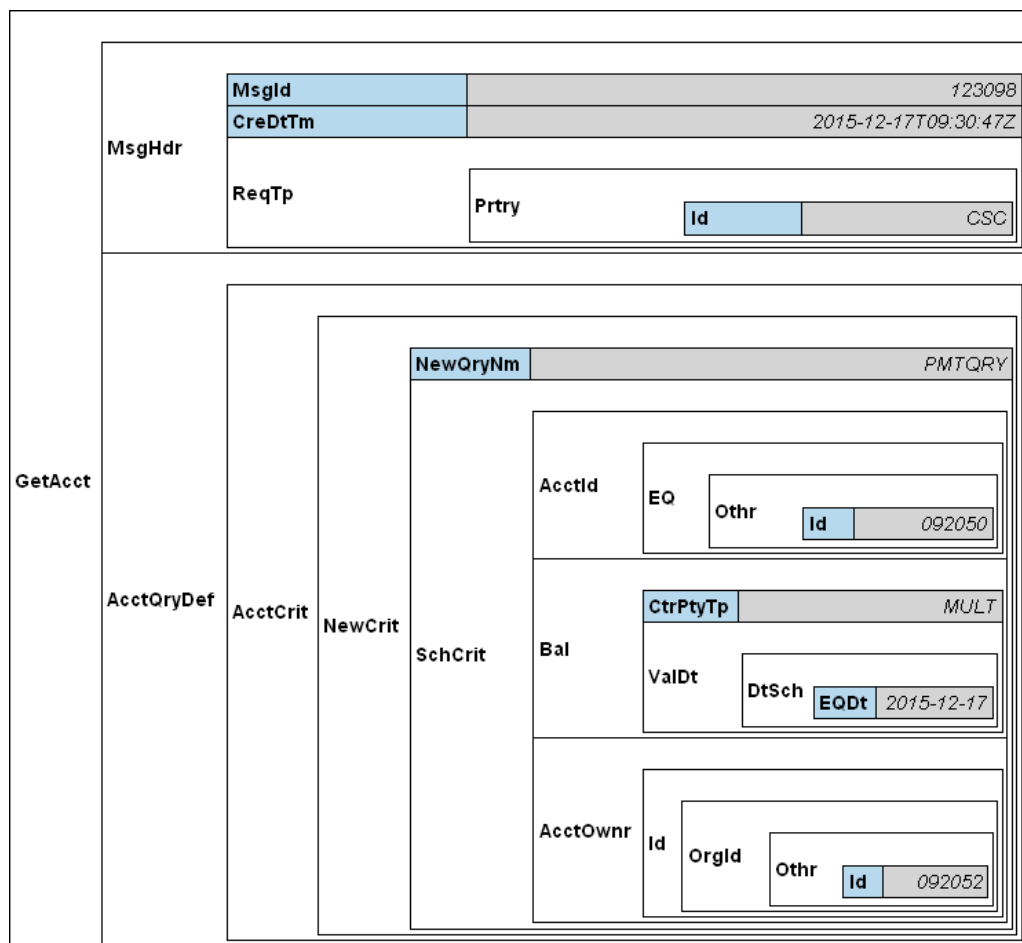 GetAcct
MsgHdr
MsgId 123098
CreDtTm 2015-12-17T09:30:47Z
ReqTp
Prtry
Id CSC
AcctQryDef
AcctCrit
NewCrit
NewQryNm PMTQRY
SchCrit
AcctId
EQ
Othr
Id 092050
Bal
CtrPtyTp MULT
ValDt
DtSch
EQDt 2015-12-17
AcctOwnr
Id
OrgId
Othr
Id 092052